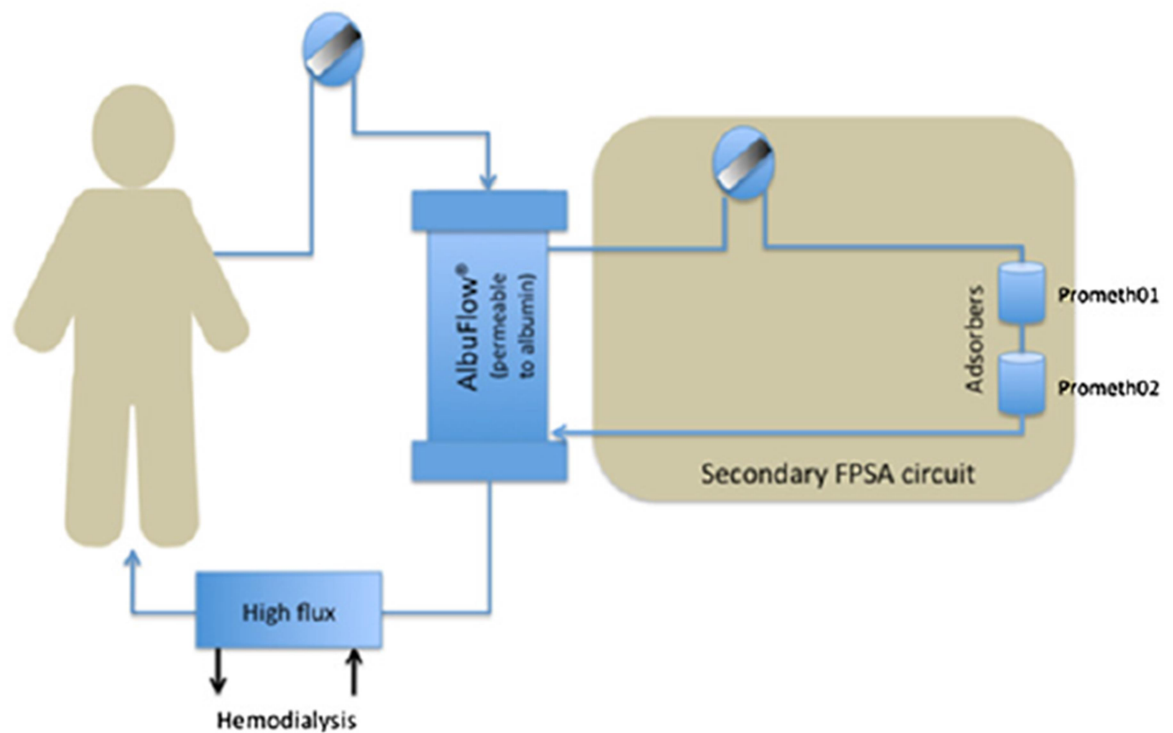 AlbuFlow®
(permeable
to albumin)
Adsorbers
Prometh01
Prometh02
Secondary FPSA circuit
High flux
Hemodialysis